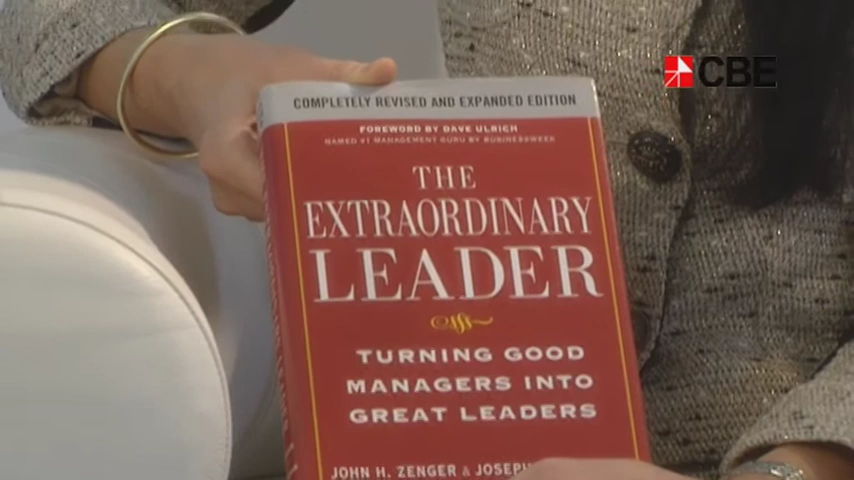 CBE
COMPLETELY REVISED AND EXPANDED EDITION
FOREWORD BY DAVE ULRICH
NAMED #1 MANAGEMENT GURU BY BUSINESSWEEK
THE
EXTRAORDINARY
LEADER
TURNING GOOD
MANAGERS INTO
GREAT LEADERS
JOHN H. ZENGER & JOSEPH